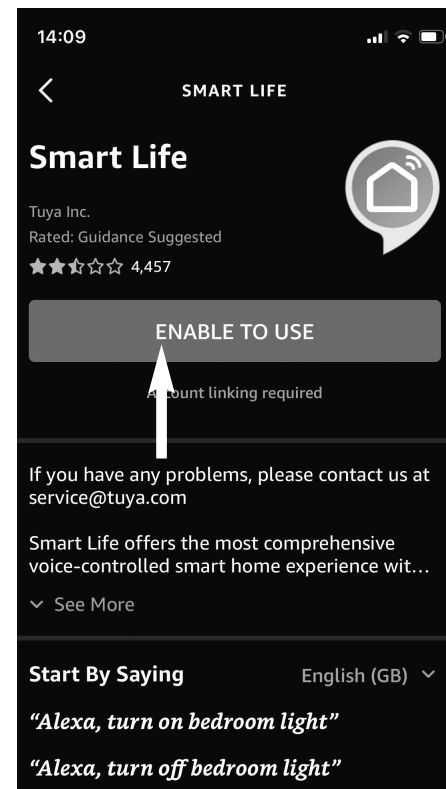 14:09
SMART LIFE
Smart Life
Tuya Inc.
Rated: Guidance Suggested
4,457
ENABLE TO USE
Account linking required
If you have any problems, please contact us at
service@tuya.com
Smart Life offers the most comprehensive
voice-controlled smart home experience wit…
See More
Start By Saying English (GB)
“Alexa, turn on bedroom light”
“Alexa, turn off bedroom light”